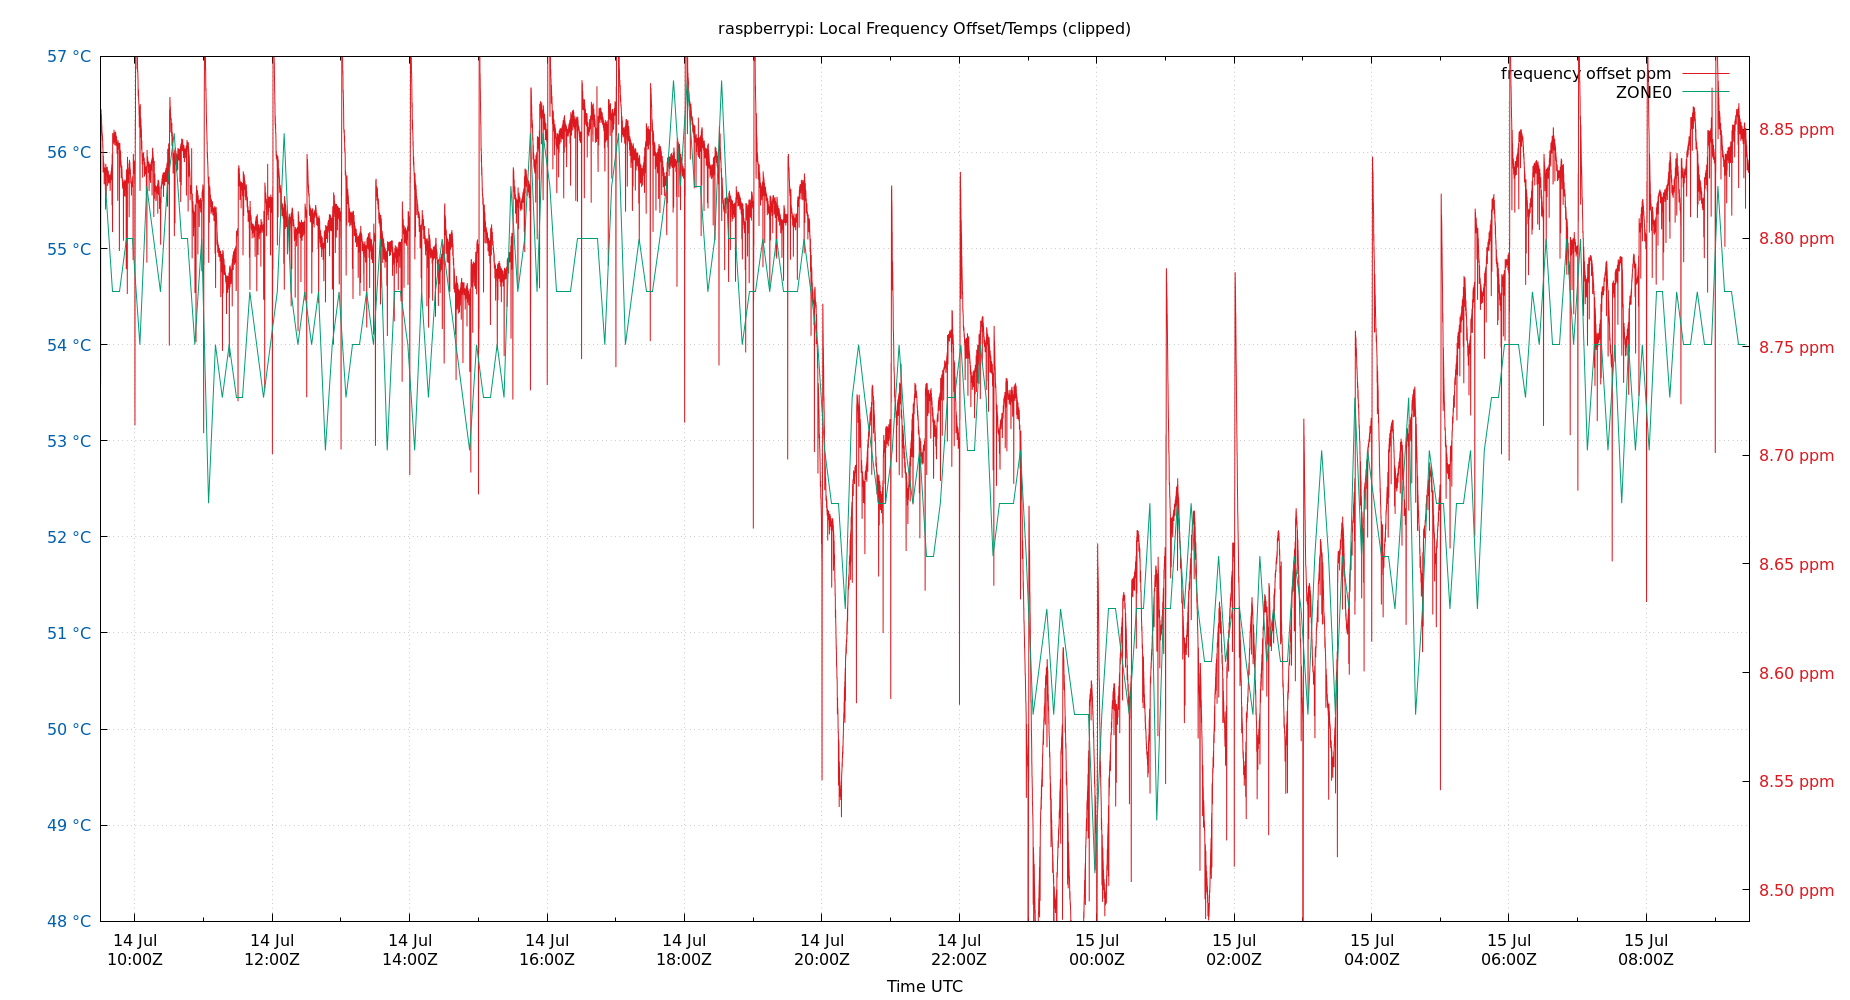 raspberrypi: Local Frequency Offset/Temps (clipped)
57 °C
56 °C
55 °C
54 °C
53 °C
52 °C
51 °C
50 °C
49 °C
48 °C
frequency offset ppm
ZONE0
8.85 ppm
8.80 ppm
8.75 ppm
8.70 ppm
8.65 ppm
8.60 ppm
8.55 ppm
8.50 ppm
14 Jul 14 Jul 14 Jul 14 Jul 14 Jul 14 Jul 14 Jul 15 Jul 15 Jul 15 Jul 15 Jul 15 Jul
10:00Z 12:00Z 14:00Z 16:00Z 18:00Z 20:00Z 22:00Z 00:00Z 02:00Z 04:00Z 06:00Z 08:00Z
Time UTC